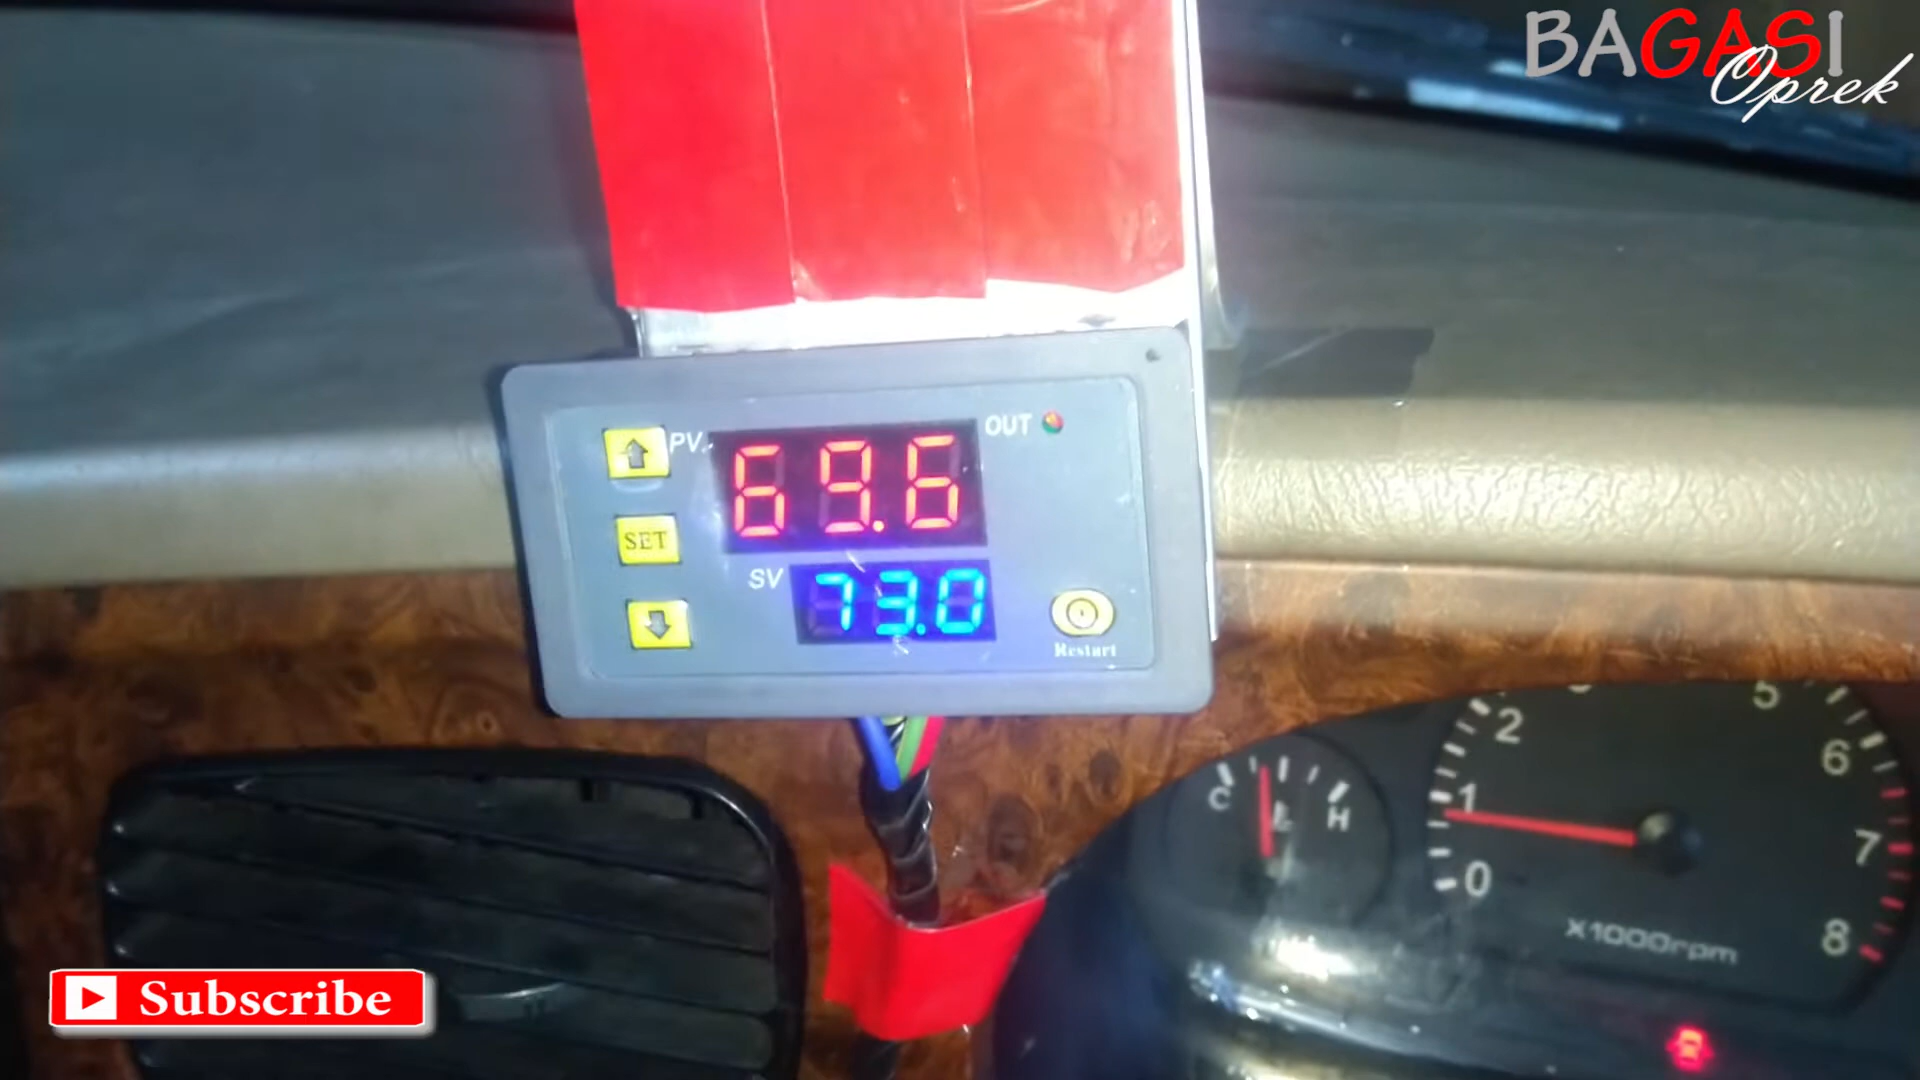 BAGASI
Oprek
PV
69.6
OUT
SET
SV
73.0
Restart
C
H
0
1
2
5
6
7
8
X1000rpm
Subscribe